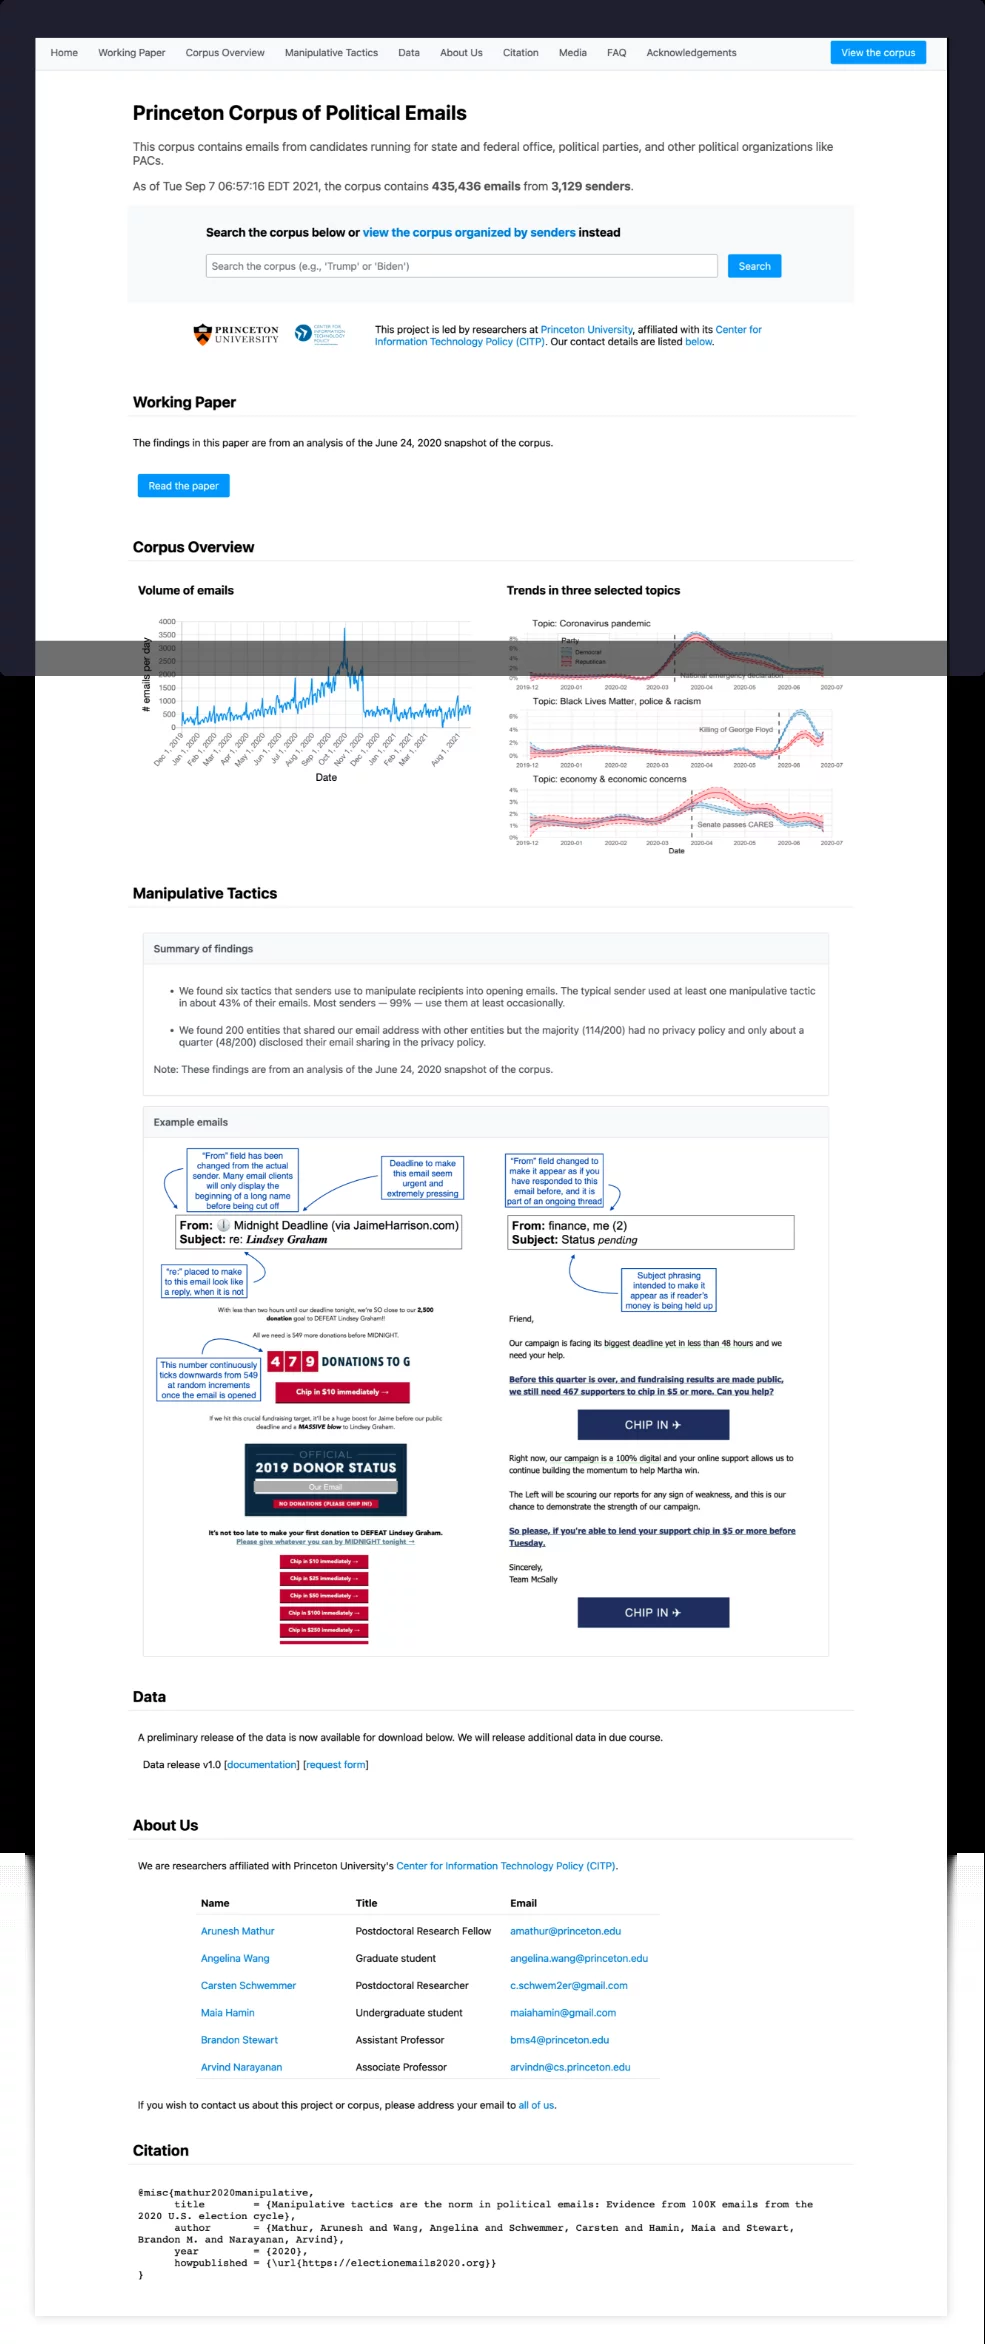 Home Working Paper Corpus Overview Manipulative Tactics Data About Us Citation Media FAQ Acknowledgements View the corpus
Princeton Corpus of Political Emails
This corpus contains emails from candidates running for state and federal office, political parties, and other political organizations like
PACs.
As of Tue Sep 7 06:57:16 EDT 2021, the corpus contains 435,436 emails from 3,129 senders.
Search the corpus below or view the corpus organized by senders instead
Search the corpus (e.g., 'Trump' or 'Biden') Search
PRINCETON
UNIVERSITY
CENTER FOR
INFORMATION
TECHNOLOGY
POLICY
This project is led by researchers at Princeton University, affiliated with its Center for
Information Technology Policy (CITP). Our contact details are listed below.
Working Paper
The findings in this paper are from an analysis of the June 24, 2020 snapshot of the corpus.
Read the paper
Corpus Overview
Volume of emails
4000
3500
3000
2500
2000
1500
1000
500
0
# emails per day
Dec 1, 2019 Jan 1, 2020 Feb 1, 2020 Mar 1, 2020 Apr 1, 2020 May 1, 2020 Jun 1, 2020 Jul 1, 2020 Aug 1, 2020 Sep 1, 2020 Oct 1, 2020 Nov 1, 2020 Dec 1, 2020 Jan 1, 2021 Feb 1, 2021 Mar 1, 2021 Aug 1, 2021
Date
Trends in three selected topics
Topic: Coronavirus pandemic
Party
Democrat
Republican
8%
6%
4%
2%
0%
National emergency declaration
2019-12 2020-01 2020-02 2020-03 2020-04 2020-05 2020-06 2020-07
Topic: Black Lives Matter, police & racism
6%
4%
2%
0%
Killing of George Floyd
2019-12 2020-01 2020-02 2020-03 2020-04 2020-05 2020-06 2020-07
Topic: economy & economic concerns
4%
3%
2%
1%
0%
Senate passes CARES
2019-12 2020-01 2020-02 2020-03 2020-04 2020-05 2020-06 2020-07
Date
Manipulative Tactics
Summary of findings
• We found six tactics that senders use to manipulate recipients into opening emails. The typical sender used at least one manipulative tactic
in about 43% of their emails. Most senders — 99% — use them at least occasionally.
• We found 200 entities that shared our email address with other entities but the majority (114/200) had no privacy policy and only about a
quarter (48/200) disclosed their email sharing in the privacy policy.
Note: These findings are from an analysis of the June 24, 2020 snapshot of the corpus.
Example emails
"From" field has been
changed from the actual
sender. Many email clients
will only display the
beginning of a long name
before being cut off
Deadline to make
this email seem
urgent and
extremely pressing
From: Midnight Deadline (via JaimeHarrison.com)
Subject: re: Lindsey Graham
"re:" placed to make
to this email look like
a reply, when it is not
With less than two hours until our deadline tonight, we're SO close to our 2,500
donation goal to DEFEAT Lindsey Graham!!
All we need is 549 more donations before MIDNIGHT.
This number continuously
ticks downwards from 549
at random increments
once the email is opened
479 DONATIONS TO G
Chip in $10 immediately →
If we hit this crucial fundraising target, it'll be a huge boost for Jaime before our public
deadline and a MASSIVE blow to Lindsey Graham.
OFFICIAL
2019 DONOR STATUS
Our Email
NO DONATIONS (PLEASE CHIP IN!)
It's not too late to make your first donation to DEFEAT Lindsey Graham.
Please give whatever you can by MIDNIGHT tonight →
Chip in $10 immediately →
Chip in $25 immediately →
Chip in $50 immediately →
Chip in $100 immediately →
Chip in $250 immediately →
"From" field changed to
make it appear as if you
have responded to this
email before, and it is
part of an ongoing thread
From: finance, me (2)
Subject: Status pending
Subject phrasing
intended to make it
appear as if reader's
money is being held up
Friend,
Our campaign is facing its biggest deadline yet in less than 48 hours and we
need your help.
Before this quarter is over, and fundraising results are made public,
we still need 467 supporters to chip in $5 or more. Can you help?
CHIP IN ✈
Right now, our campaign is a 100% digital and your online support allows us to
continue building the momentum to help Martha win.
The Left will be scouring our reports for any sign of weakness, and this is our
chance to demonstrate the strength of our campaign.
So please, if you're able to lend your support chip in $5 or more before
Tuesday.
Sincerely,
Team McSally
CHIP IN ✈
Data
A preliminary release of the data is now available for download below. We will release additional data in due course.
Data release v1.0 [documentation] [request form]
About Us
We are researchers affiliated with Princeton University's Center for Information Technology Policy (CITP).
Name Title Email
Arunesh Mathur Postdoctoral Research Fellow amathur@princeton.edu
Angelina Wang Graduate student angelina.wang@princeton.edu
Carsten Schwemmer Postdoctoral Researcher c.schwem2er@gmail.com
Maia Hamin Undergraduate student maiahamin@gmail.com
Brandon Stewart Assistant Professor bms4@princeton.edu
Arvind Narayanan Associate Professor arvindn@cs.princeton.edu
If you wish to contact us about this project or corpus, please address your email to all of us.
Citation
@misc{mathur2020manipulative,
title = {Manipulative tactics are the norm in political emails: Evidence from 100K emails from the
2020 U.S. election cycle},
author = {Mathur, Arunesh and Wang, Angelina and Schwemmer, Carsten and Hamin, Maia and Stewart,
Brandon M. and Narayanan, Arvind},
year = {2020},
howpublished = {\url{https://electionemails2020.org}}
}